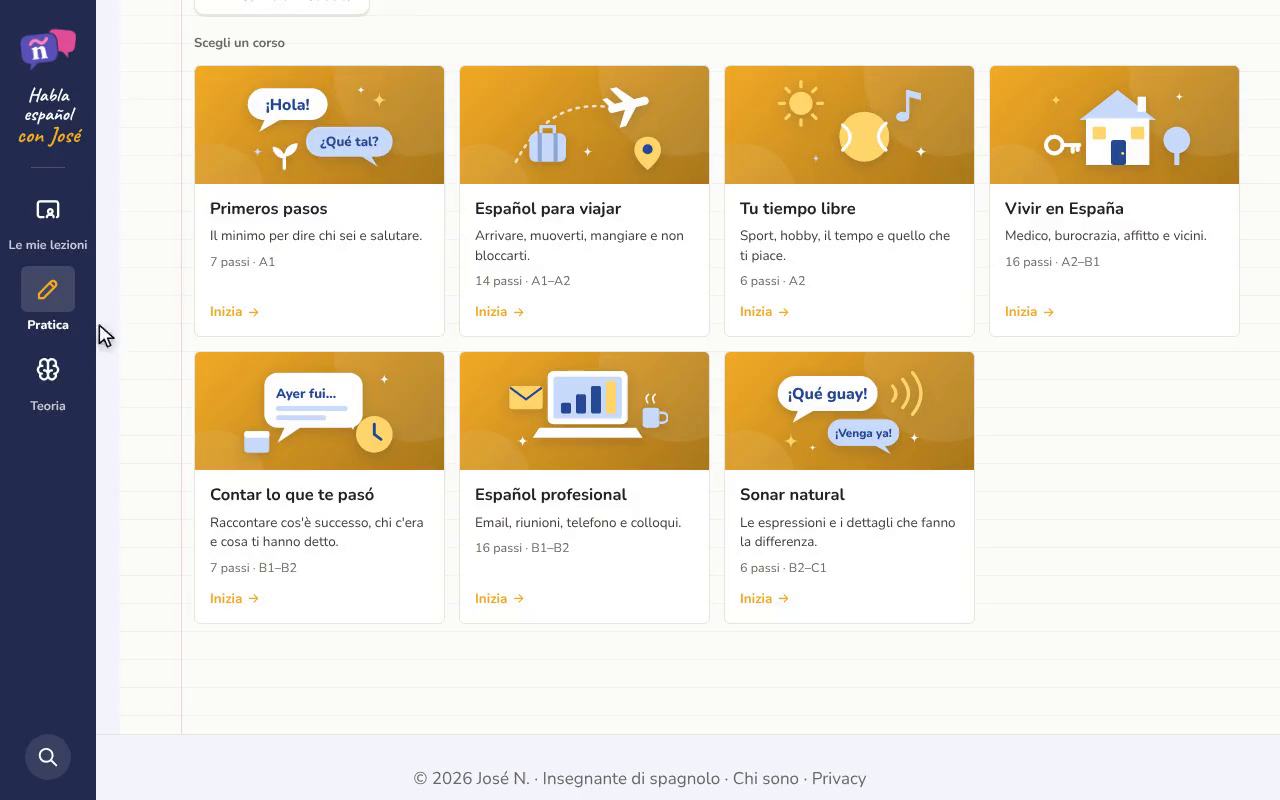 Habla
español
con José
Le mie lezioni
Pratica
Teoria
Scegli un corso
¡Hola!
¿Qué tal?
Primeros pasos
Il minimo per dire chi sei e salutare.
7 passi · A1
Inizia →
Español para viajar
Arrivare, muoverti, mangiare e non
bloccarti.
14 passi · A1–A2
Inizia →
Tu tiempo libre
Sport, hobby, il tempo e quello che
ti piace.
6 passi · A2
Inizia →
Vivir en España
Medico, burocrazia, affitto e vicini.
16 passi · A2–B1
Inizia →
Ayer fui...
Contar lo que te pasó
Raccontare cos'è successo, chi c'era
e cosa ti hanno detto.
7 passi · B1–B2
Inizia →
Español profesional
Email, riunioni, telefono e colloqui.
16 passi · B1–B2
Inizia →
¡Qué guay!
¡Venga ya!
Sonar natural
Le espressioni e i dettagli che fanno
la differenza.
6 passi · B2–C1
Inizia →
© 2026 José N. · Insegnante di spagnolo · Chi sono · Privacy